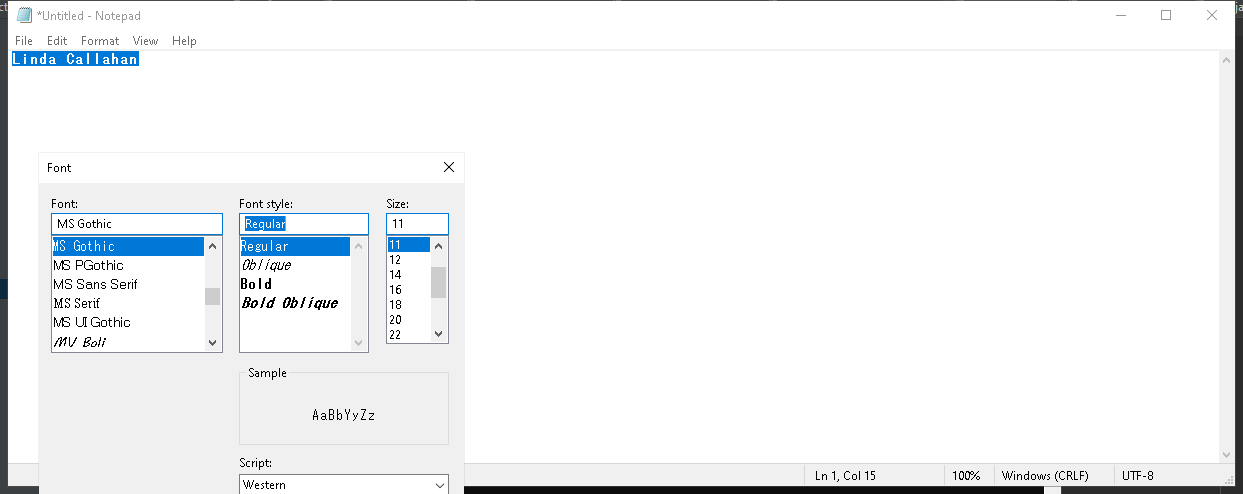 *Untitled - Notepad
File Edit Format View Help
Linda Callahan
Font
Font: Font style: Size:
MS Gothic Regular 11
MS Gothic Regular 11
MS PGothic Oblique 12
MS Sans Serif Bold 14
MS Serif Bold Oblique 16
MS UI Gothic 18
MV Boli 20
22
Sample
AaBbYyZz
Script:
Western
Ln 1, Col 15 100% Windows (CRLF) UTF-8